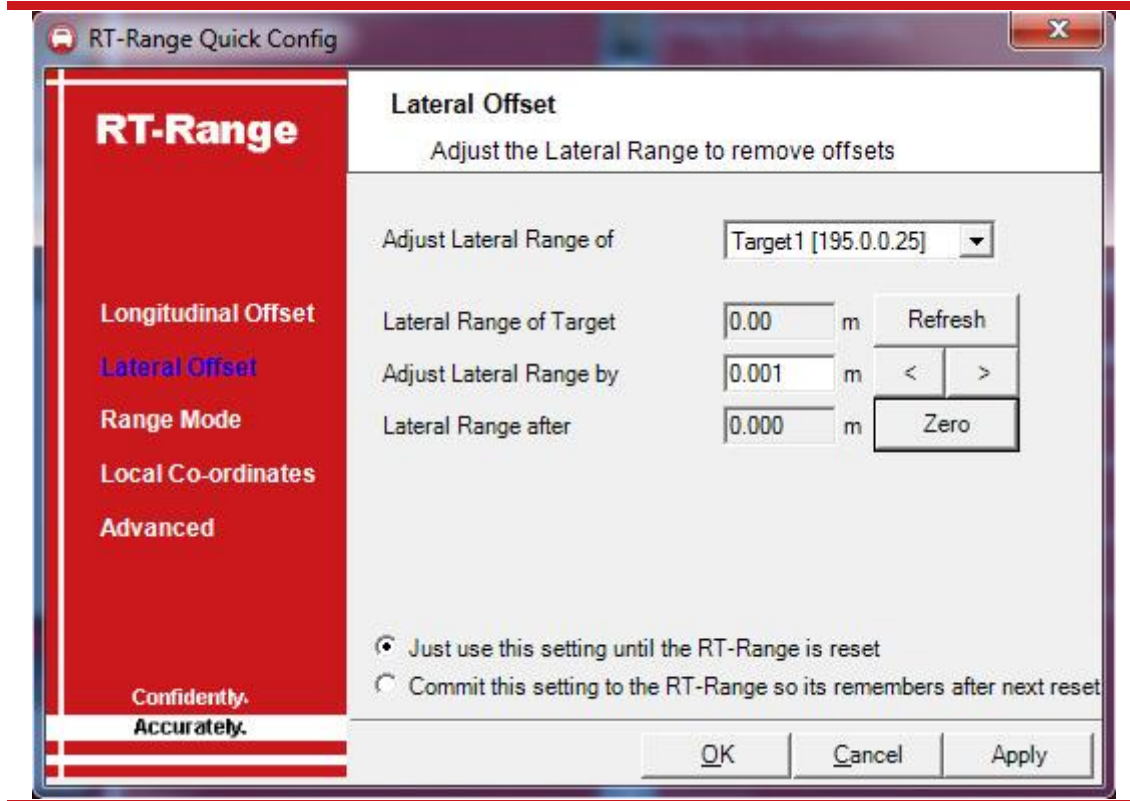 RT-Range Quick Config
x
RT-Range
Longitudinal Offset
Lateral Offset
Range Mode
Local Co-ordinates
Advanced
Confidently.
Accurately.
Lateral Offset
Adjust the Lateral Range to remove offsets
Adjust Lateral Range of Target1 [195.0.0.25]
Lateral Range of Target 0.00 m Refresh
Adjust Lateral Range by 0.001 m < >
Lateral Range after 0.000 m Zero
Just use this setting until the RT-Range is reset
Commit this setting to the RT-Range so its remembers after next reset
OK Cancel Apply